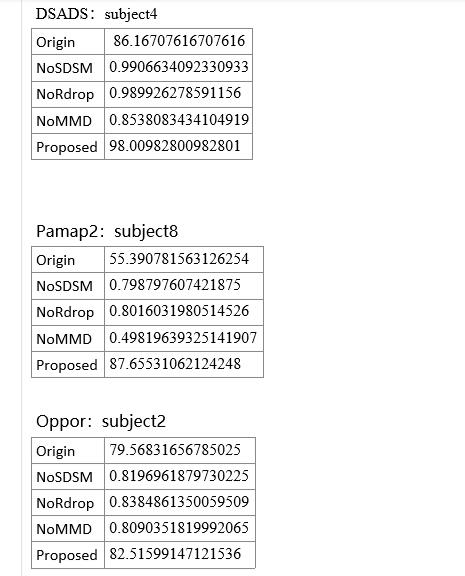 DSADS：subject4
Origin 86.16707616707616
NoSDSM 0.9906634092330933
NoRdrop 0.989926278591156
NoMMD 0.8538083434104919
Proposed 98.00982800982801
Pamap2：subject8
Origin 55.390781563126254
NoSDSM 0.798797607421875
NoRdrop 0.8016031980514526
NoMMD 0.49819639325141907
Proposed 87.65531062124248
Oppor：subject2
Origin 79.56831656785025
NoSDSM 0.8196961879730225
NoRdrop 0.8384861350059509
NoMMD 0.8090351819992065
Proposed 82.51599147121536